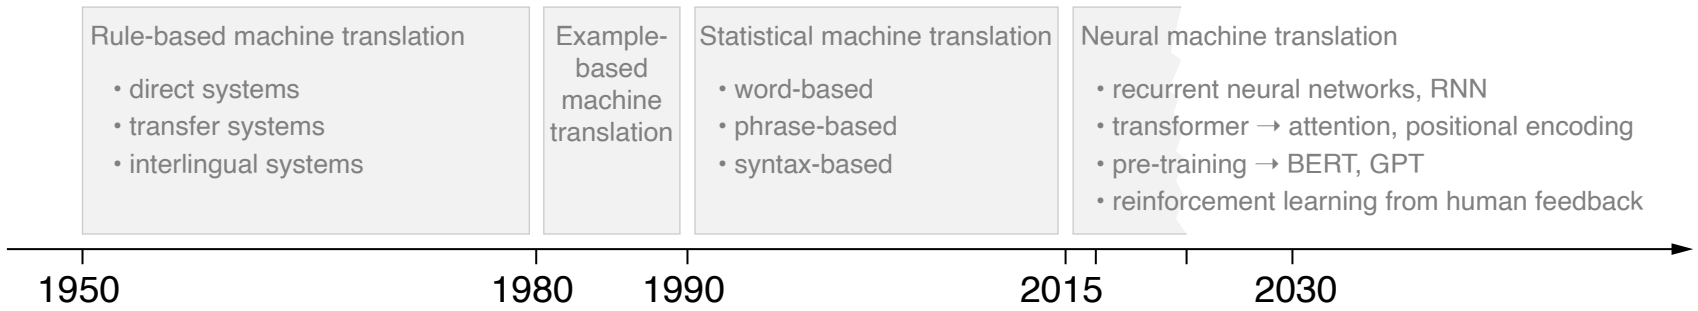 Rule-based machine translation
• direct systems
• transfer systems
• interlingual systems
Example-
based
machine
translation
Statistical machine translation
• word-based
• phrase-based
• syntax-based
Neural machine translation
• recurrent neural networks, RNN
• transformer → attention, positional encoding
• pre-training → BERT, GPT
• reinforcement learning from human feedback
1950
1980
1990
2015
2030